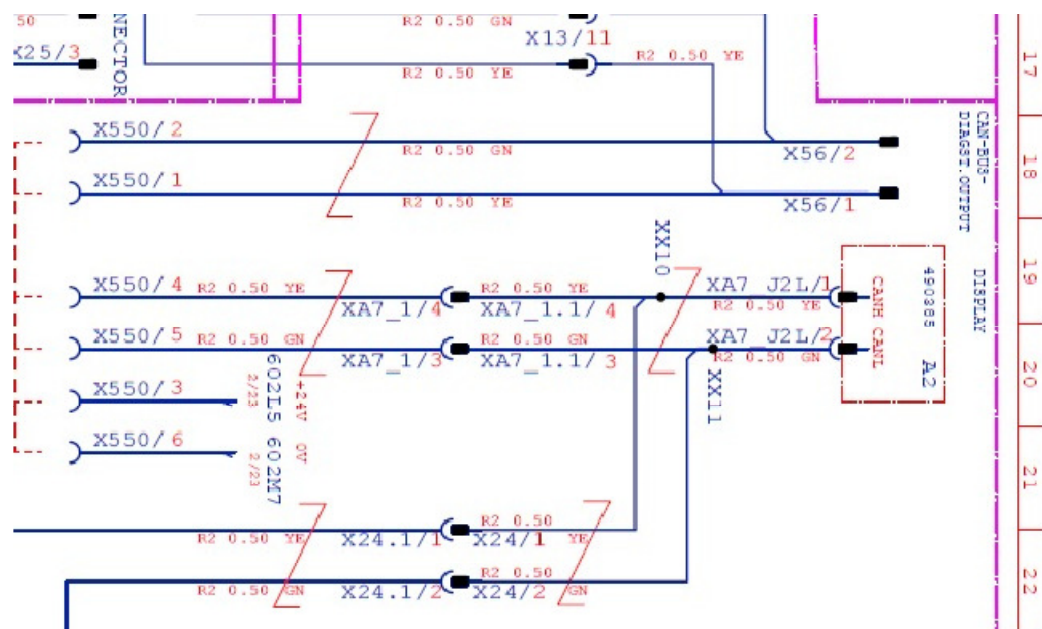 50
R2 0.50 GN
X13/11
X25/3
R2 0.50 YE
R2 0.50 YE
NECTOR
17
X550/2
R2 0.50 GN
X56/2
CAN-BUS-
DIAGST.OUTPUT
18
X550/1
R2 0.50 YE
X56/1
XX10
19
X550/4
R2 0.50 YE
XA7_1/4
R2 0.50 YE
XA7_1.1/4
XA7_J2L/1
R2 0.50 YE
CANH CANL
490385
A2
DISPLAY
X550/5
R2 0.50 GN
XA7_1/3
R2 0.50 GN
XA7_1.1/3
XA7_J2L/2
R2 0.50 GN
XX11
20
X550/3
2/23
602L5
+24V
X550/6
2/23
602M7
0V
21
R2 0.50 YE
X24.1/1
R2 0.50
X24/1
YE
R2 0.50 GN
X24.1/2
R2 0.50
X24/2
GN
22